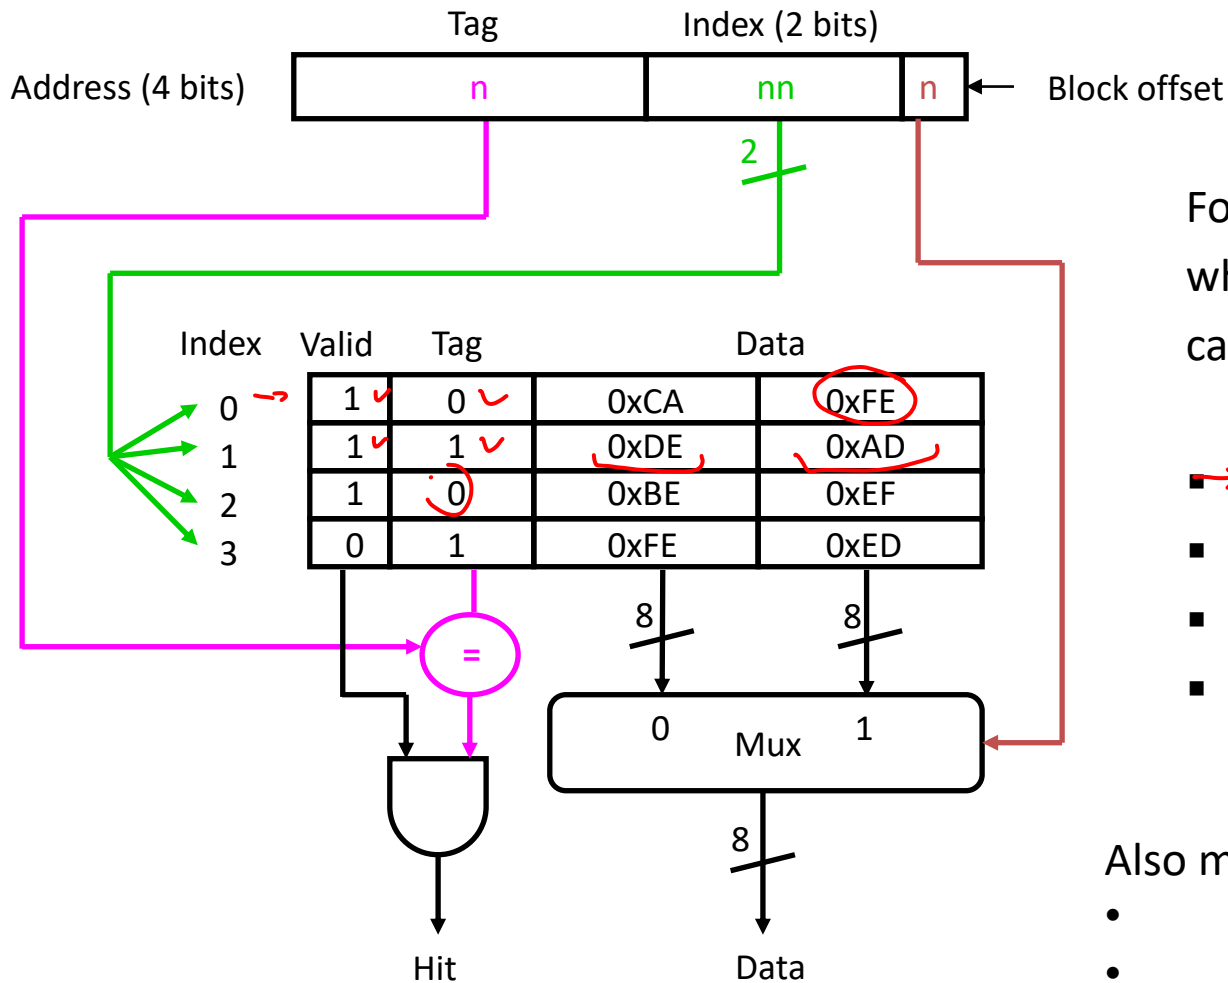 Tag Index (2 bits)
Address (4 bits) n nn n Block offset
2
Fo
wh
ca
Index Valid Tag Data
0 1 0 0xCA 0xFE
1 1 1 0xDE 0xAD
2 1 0 0xBE 0xEF
3 0 1 0xFE 0xED
8 8
=
0 Mux 1
8
Also m
Hit Data